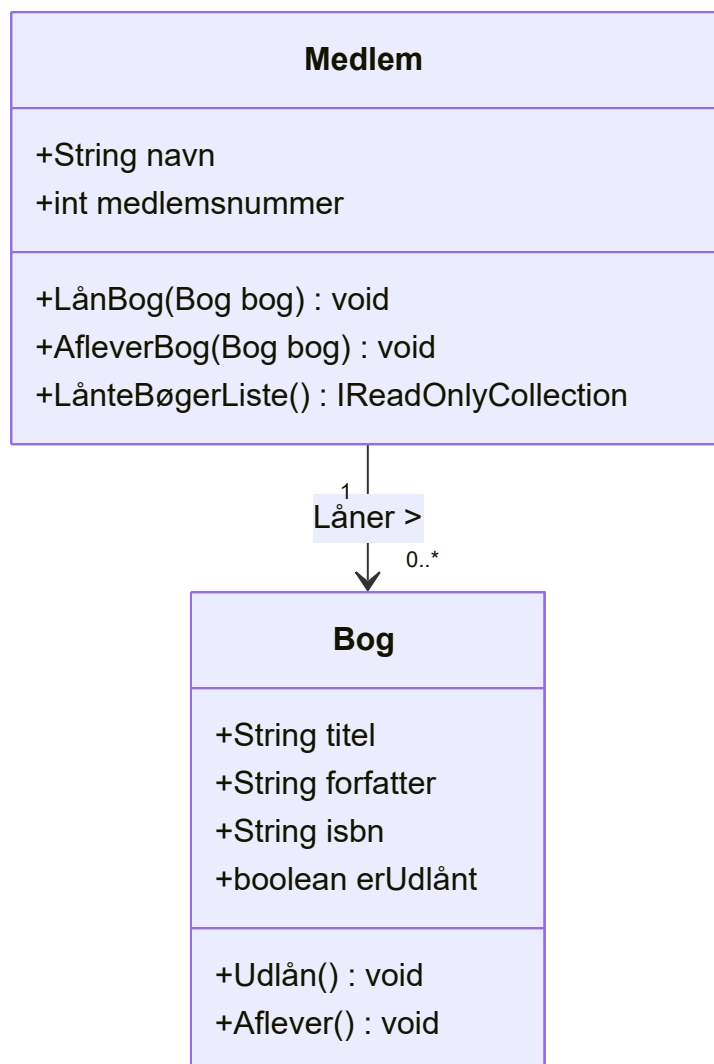 Medlem
+String navn
+int medlemsnummer
+LånBog(Bog bog) : void
+AfleverBog(Bog bog) : void
+LånteBøgerListe() : IReadOnlyCollection
1
Låner >
0..*
Bog
+String titel
+String forfatter
+String isbn
+boolean erUdlånt
+Udlån() : void
+Aflever() : void